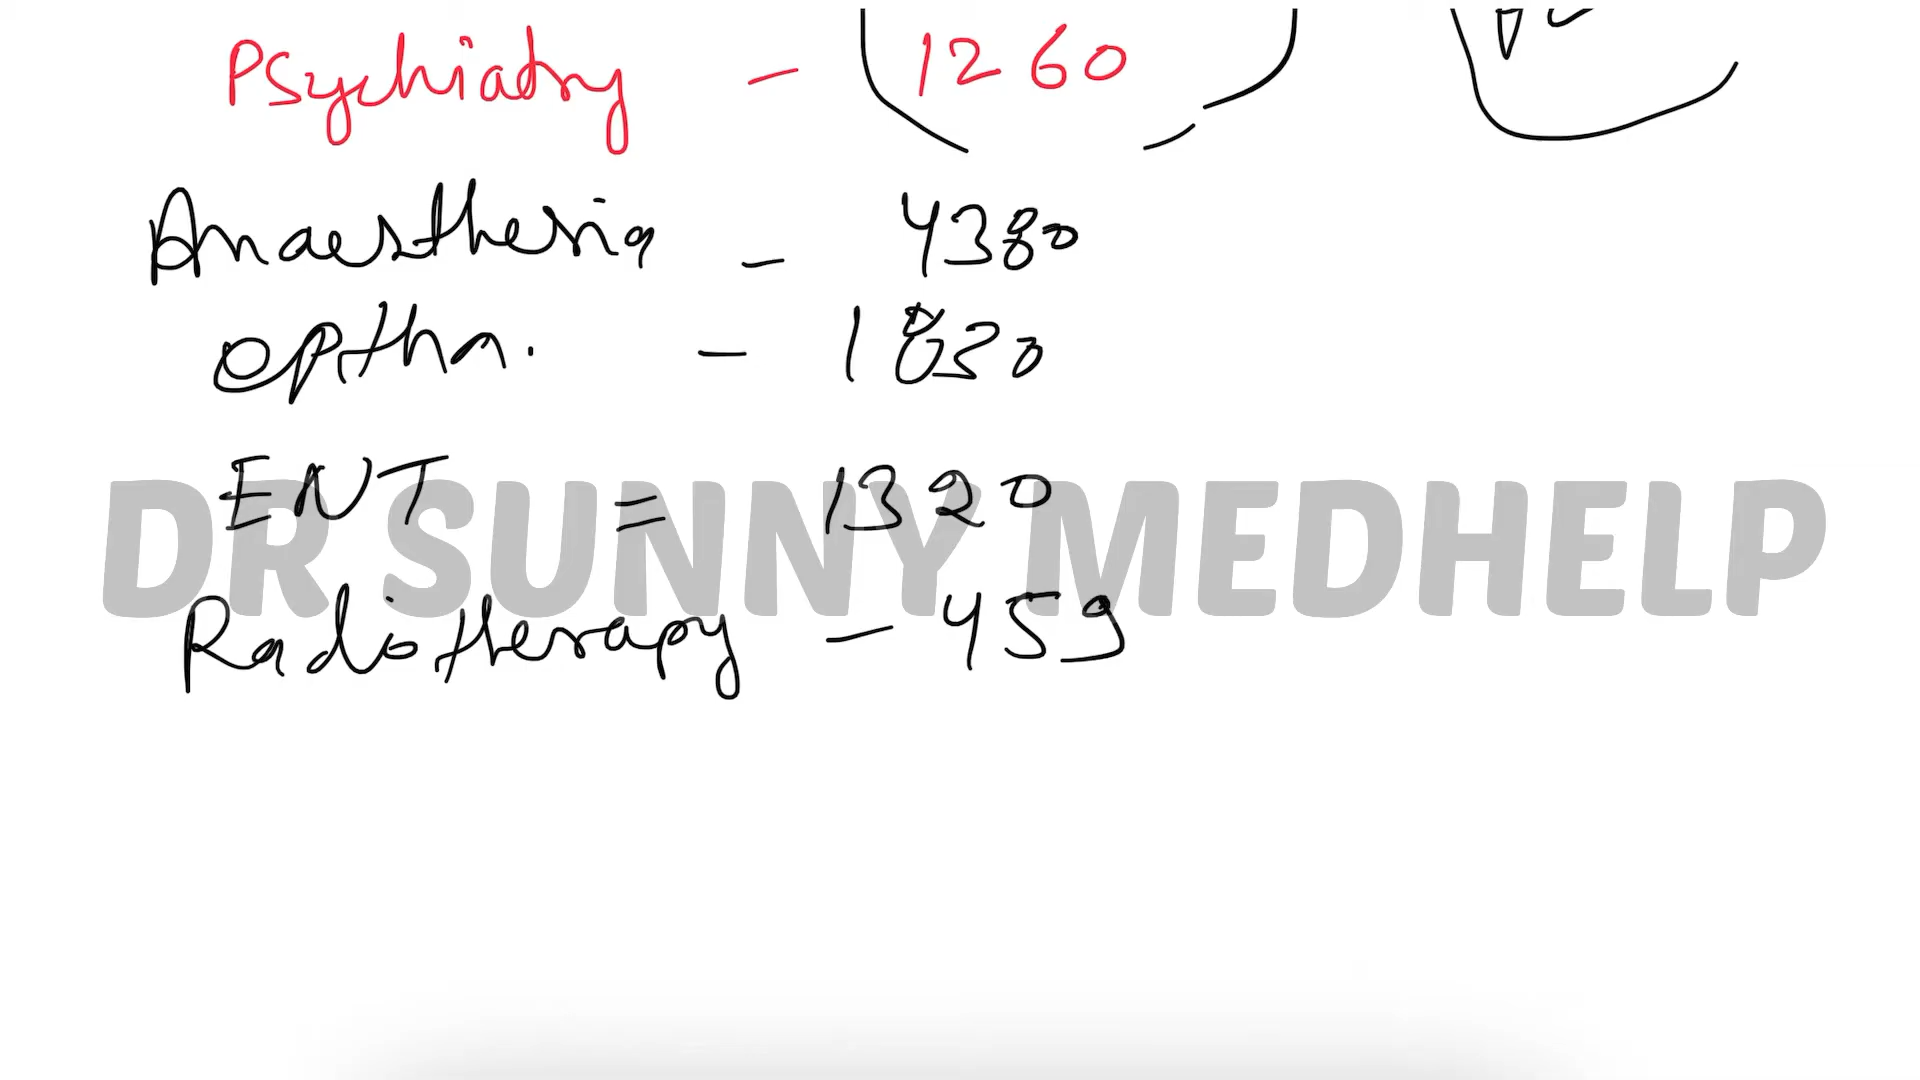 Psychiatry - 1260
Anaesthesia - 4380
Optha. - 1830
ENT = 1320
DR SUNNY MEDHELP
Radiotherapy - 459